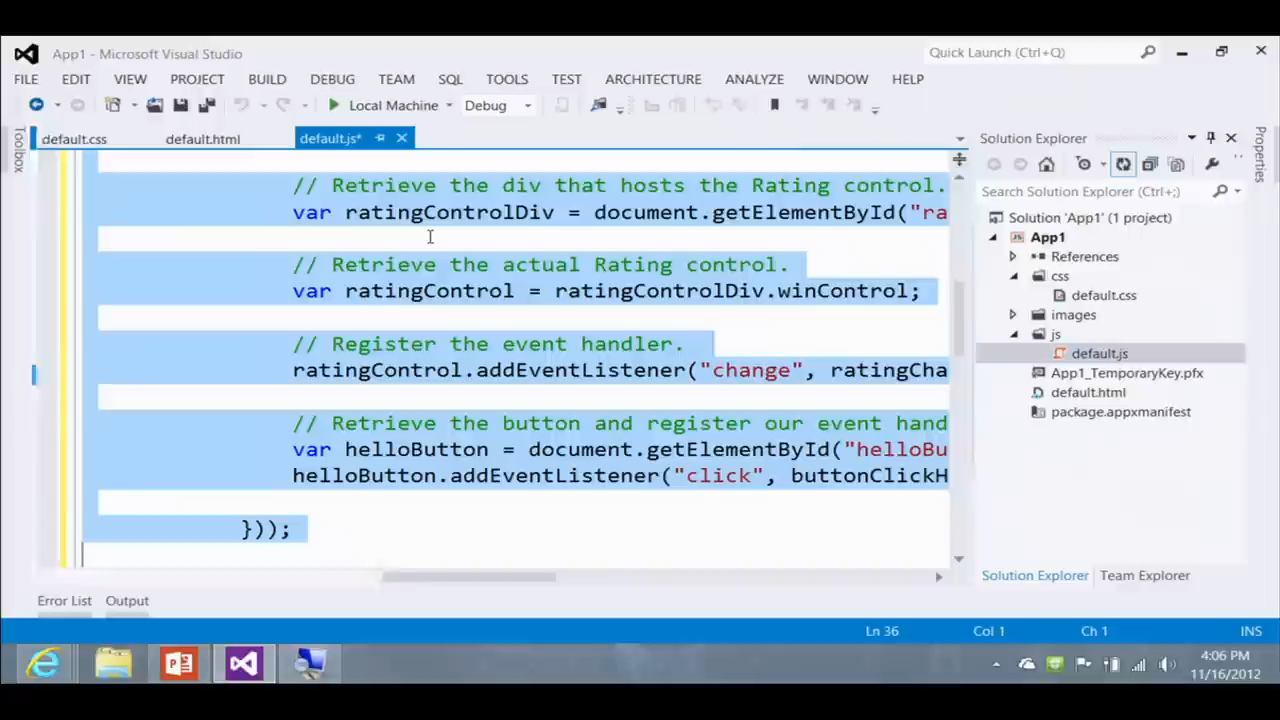 App1 - Microsoft Visual Studio
Quick Launch (Ctrl+Q)
FILE EDIT VIEW PROJECT BUILD DEBUG TEAM SQL TOOLS TEST ARCHITECTURE ANALYZE WINDOW HELP
Local Machine Debug
Toolbox
default.css default.html default.js*
// Retrieve the div that hosts the Rating control.
var ratingControlDiv = document.getElementById("ra
// Retrieve the actual Rating control.
var ratingControl = ratingControlDiv.winControl;
// Register the event handler.
ratingControl.addEventListener("change", ratingCha
// Retrieve the button and register our event hand
var helloButton = document.getElementById("helloBu
helloButton.addEventListener("click", buttonClickH
}));
Solution Explorer
Search Solution Explorer (Ctrl+;)
Solution 'App1' (1 project)
App1
References
css
default.css
images
js
default.js
App1_TemporaryKey.pfx
default.html
package.appxmanifest
Solution Explorer Team Explorer
Properties
Error List Output
Ln 36 Col 1 Ch 1 INS
4:06 PM
11/16/2012